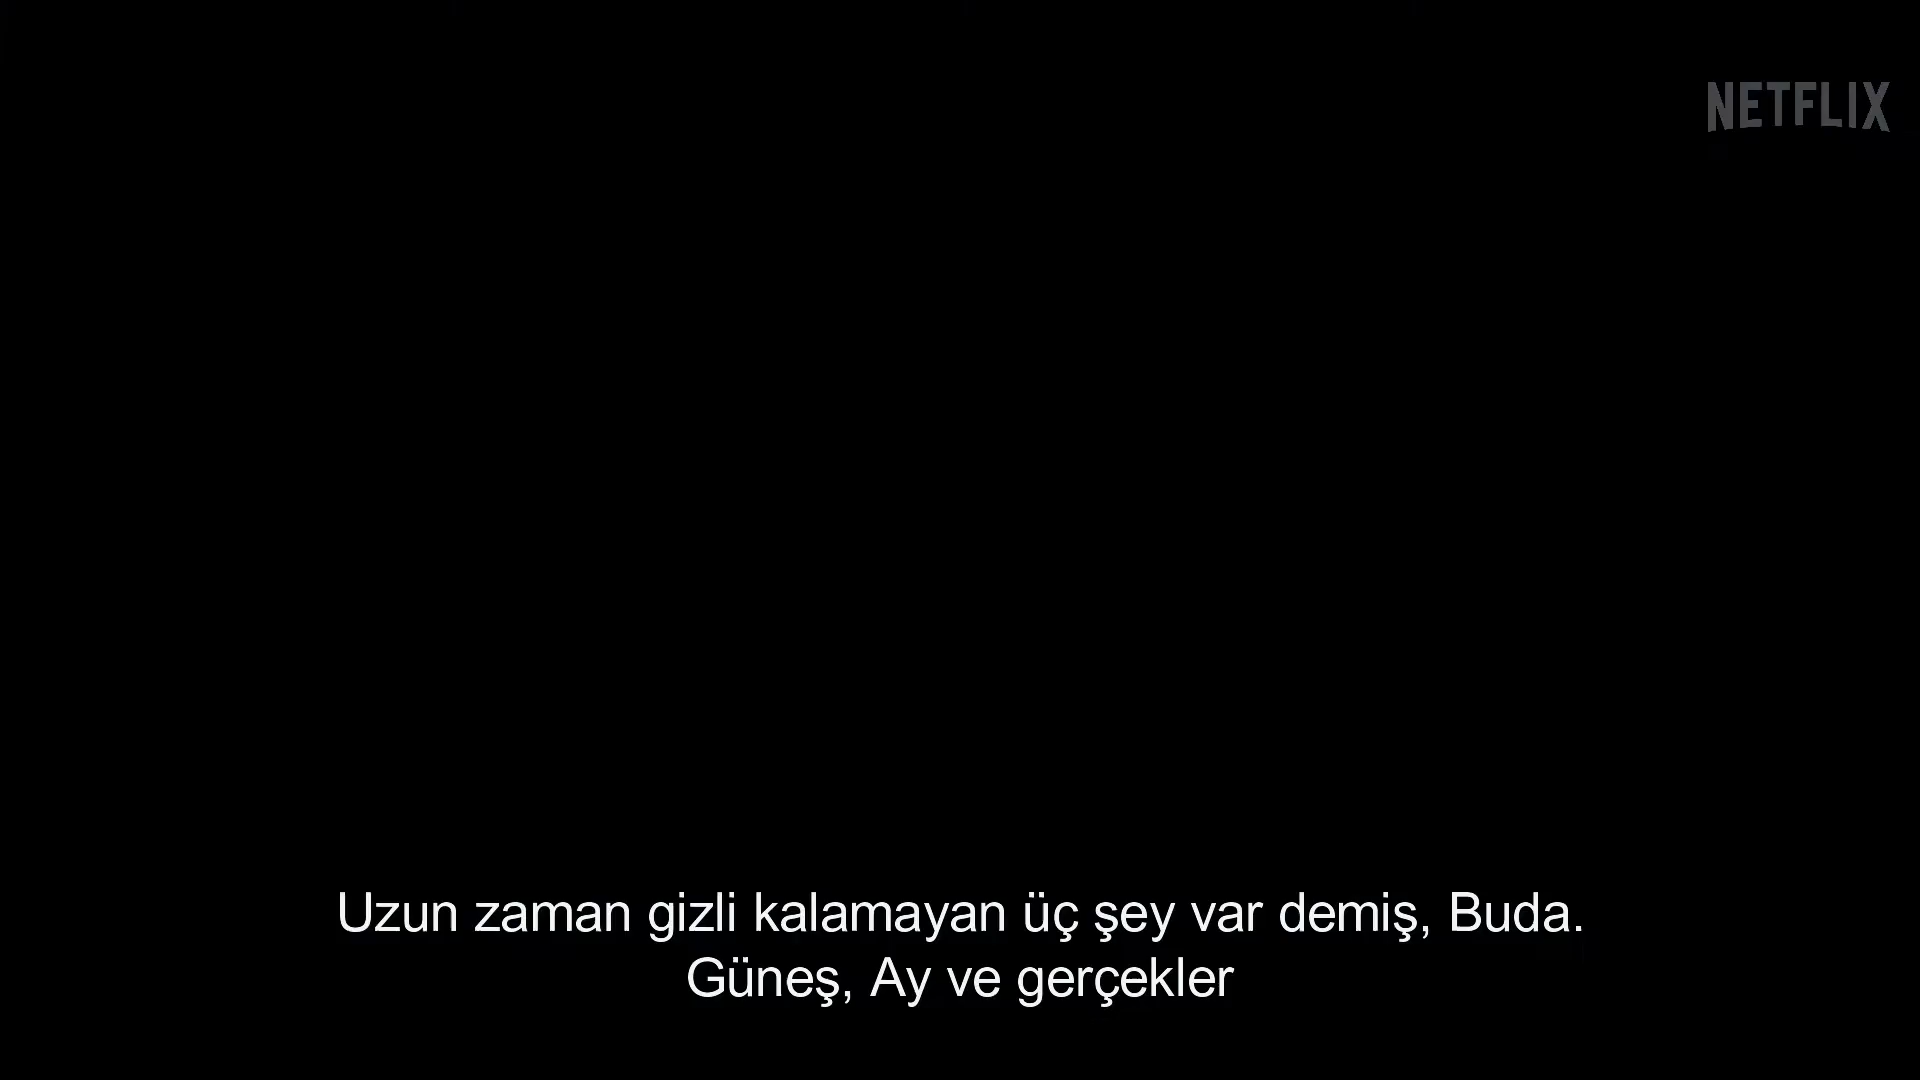 NETFLIX
Uzun zaman gizli kalamayan üç şey var demiş, Buda.
Güneş, Ay ve gerçekler